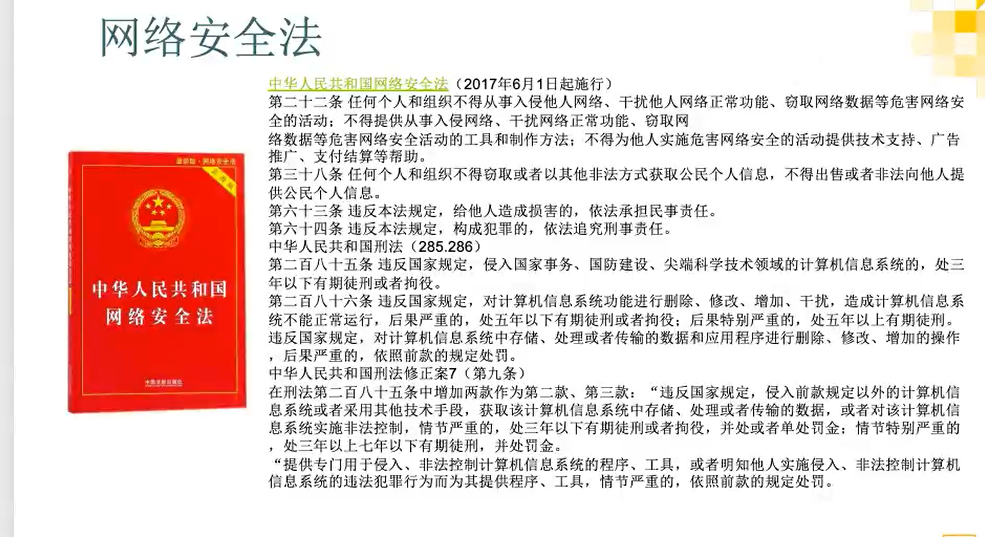 网络安全法
中华人民共和国网络安全法（2017年6月1日起施行）
第二十二条 任何个人和组织不得从事入侵他人网络、干扰他人网络正常功能、窃取网络数据等危害网络安
全的活动；不得提供从事入侵网络、干扰网络正常功能、窃取网
络数据等危害网络安全活动的工具和制作方法；不得为他人实施危害网络安全的活动提供技术支持、广告
推广、支付结算等帮助。
第三十八条 任何个人和组织不得窃取或者以其他非法方式获取公民个人信息，不得出售或者非法向他人提
供公民个人信息。
第六十三条 违反本法规定，给他人造成损害的，依法承担民事责任。
第六十四条 违反本法规定，构成犯罪的，依法追究刑事责任。
中华人民共和国刑法（285.286）
第二百八十五条 违反国家规定，侵入国家事务、国防建设、尖端科学技术领域的计算机信息系统的，处三
年以下有期徒刑或者拘役。
第二百八十六条 违反国家规定，对计算机信息系统功能进行删除、修改、增加、干扰，造成计算机信息系
统不能正常运行，后果严重的，处五年以下有期徒刑或者拘役；后果特别严重的，处五年以上有期徒刑。
违反国家规定，对计算机信息系统中存储、处理或者传输的数据和应用程序进行删除、修改、增加的操作
，后果严重的，依照前款的规定处罚。
中华人民共和国刑法修正案7（第九条）
在刑法第二百八十五条中增加两款作为第二款、第三款：“违反国家规定，侵入前款规定以外的计算机信
息系统或者采用其他技术手段，获取该计算机信息系统中存储、处理或者传输的数据，或者对该计算机信
息系统实施非法控制，情节严重的，处三年以下有期徒刑或者拘役，并处或者单处罚金；情节特别严重的
，处三年以上七年以下有期徒刑，并处罚金。
“提供专门用于侵入、非法控制计算机信息系统的程序、工具，或者明知他人实施侵入、非法控制计算机
信息系统的违法犯罪行为而为其提供程序、工具，情节严重的，依照前款的规定处罚。
最新版·网络安全法
中华人民共和国
网络安全法
中国法制出版社